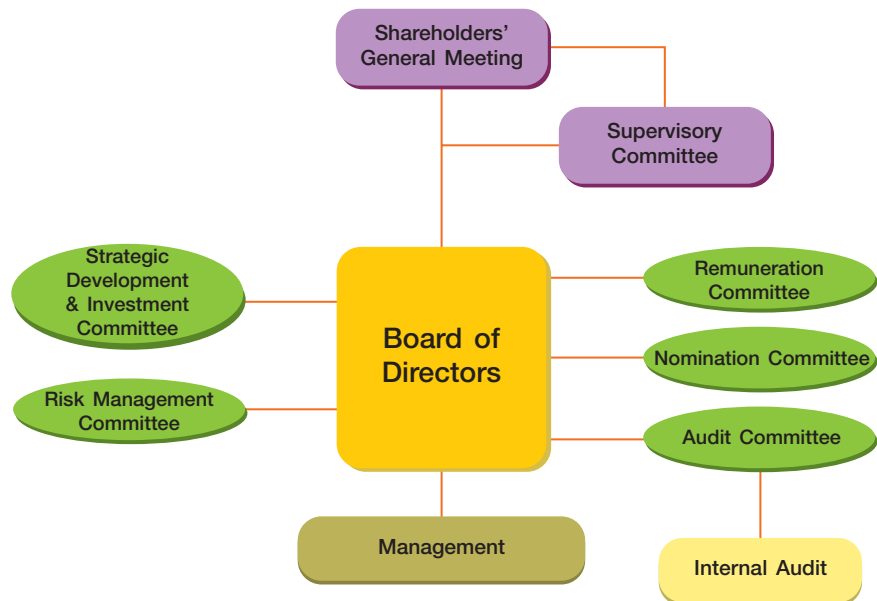 Shareholders'
General Meeting
Supervisory
Committee
Strategic
Development
& Investment
Committee
Risk Management
Committee
Board of
Directors
Remuneration
Committee
Nomination Committee
Audit Committee
Management
Internal Audit